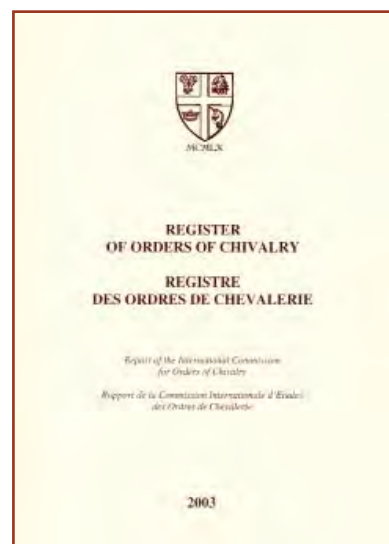 MCMLX
REGISTER
OF ORDERS OF CHIVALRY
REGISTRE
DES ORDRES DE CHEVALERIE
Report of the International Commission
for Orders of Chivalry
Rapport de la Commission Internationale d'Etudes
des Ordres de Chevalerie
2003